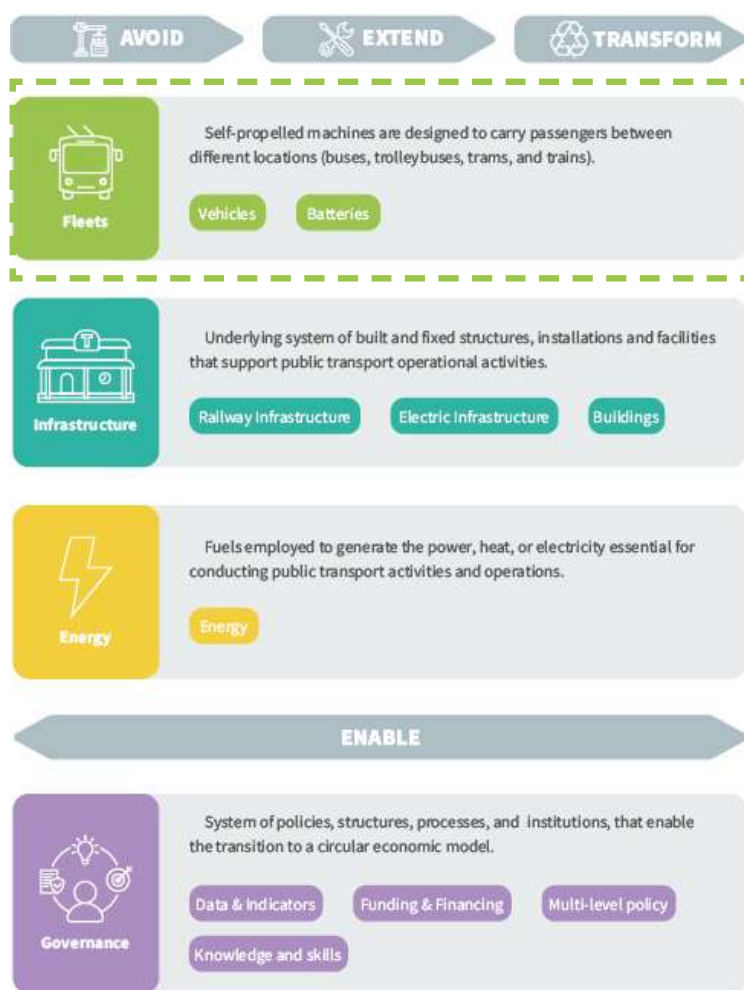 AVOID
EXTEND
TRANSFORM
Self-propelled machines are designed to carry passengers between
different locations (buses, trolleybuses, trams, and trains).
Fleets
Vehicles
Batteries
T
Underlying system of built and fixed structures, installations and facilities
that support public transport operational activities.
Infrastructure
Railway Infrastructure
Electric Infrastructure
Buildings
Fuels employed to generate the power, heat, or electricity essential for
conducting public transport activities and operations.
Energy
Energy
ENABLE
System of policies, structures, processes, and institutions, that enable
the transition to a circular economic model.
Governance
Data & Indicators
Funding & Financing
Multi-level policy
Knowledge and skills